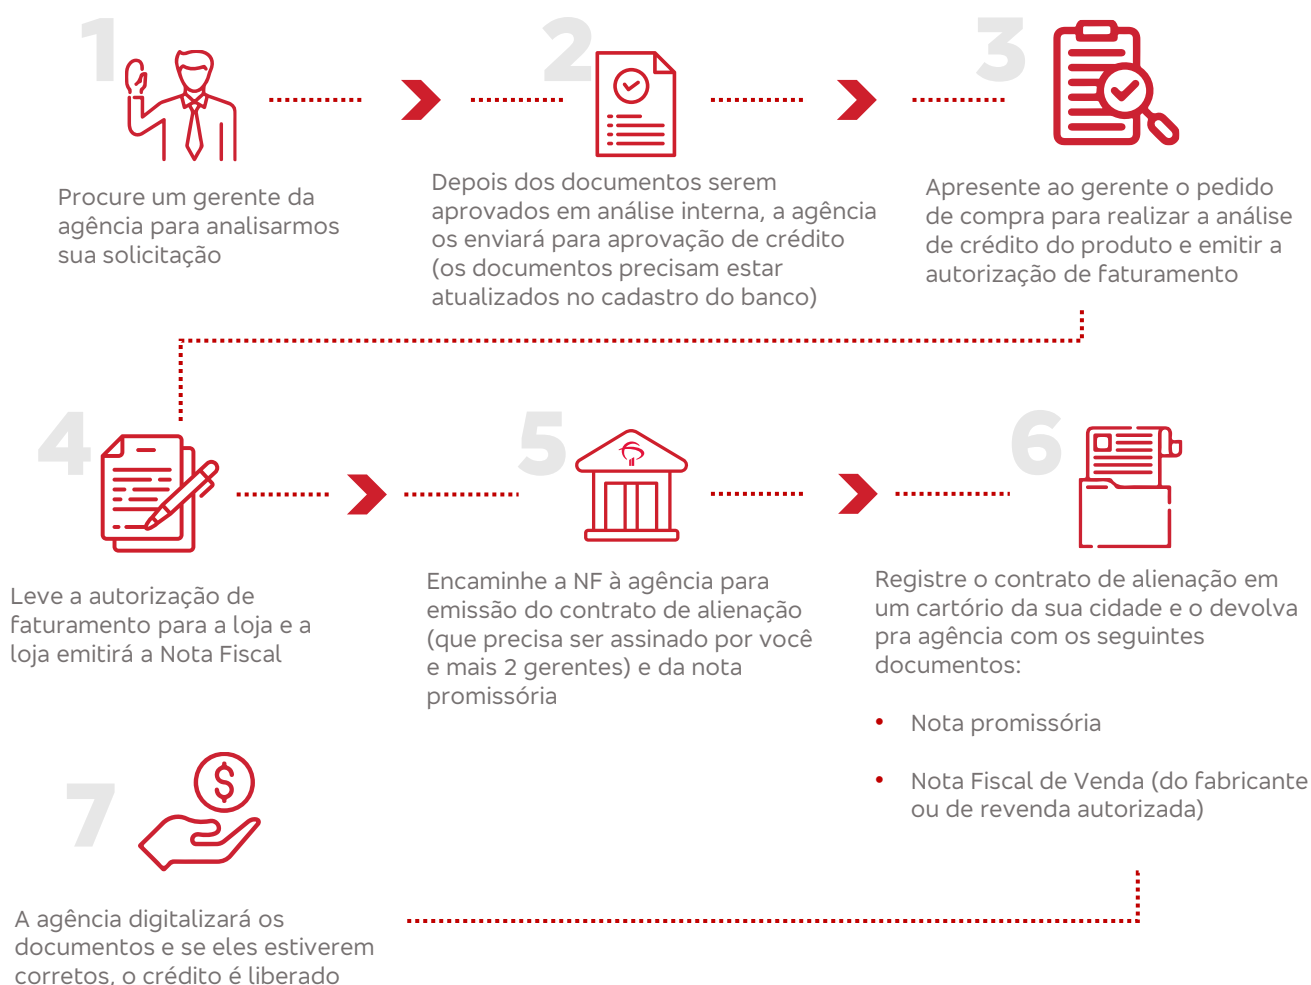 1
Procure um gerente da
agência para analisarmos
sua solicitação
2
Depois dos documentos serem
aprovados em análise interna, a agência
os enviará para aprovação de crédito
(os documentos precisam estar
atualizados no cadastro do banco)
3
Apresente ao gerente o pedido
de compra para realizar a análise
de crédito do produto e emitir a
autorização de faturamento
4
Leve a autorização de
faturamento para a loja e a
loja emitirá a Nota Fiscal
5
Encaminhe a NF à agência para
emissão do contrato de alienação
(que precisa ser assinado por você
e mais 2 gerentes) e da nota
promissória
6
Registre o contrato de alienação em
um cartório da sua cidade e o devolva
pra agência com os seguintes
documentos:
• Nota promissória
• Nota Fiscal de Venda (do fabricante
ou de revenda autorizada)
7
$
A agência digitalizará os
documentos e se eles estiverem
corretos, o crédito é liberado